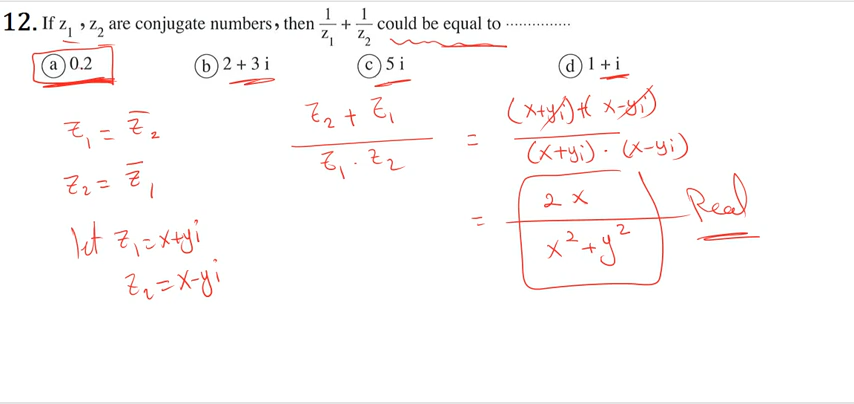 12. If z₁ , z₂ are conjugate numbers, then 1/z₁ + 1/z₂ could be equal to ...............
(a) 0.2 (b) 2 + 3 i (c) 5 i (d) 1 + i
z₁ = z̄₂
z₂ = z̄₁
let z₁ = x+yi
z₂ = x-yi
(z₂ + z₁)/(z₁ . z₂) = ((x+yi)+(x-yi))/((x+yi) . (x-yi))
= 2x/(x²+y²) Real